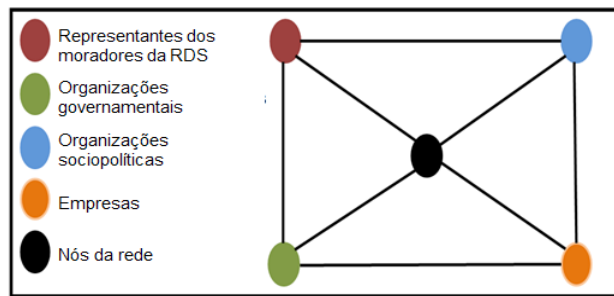 Representantes dos
moradores da RDS
Organizações
governamentais
Organizações
sociopolíticas
Empresas
Nós da rede